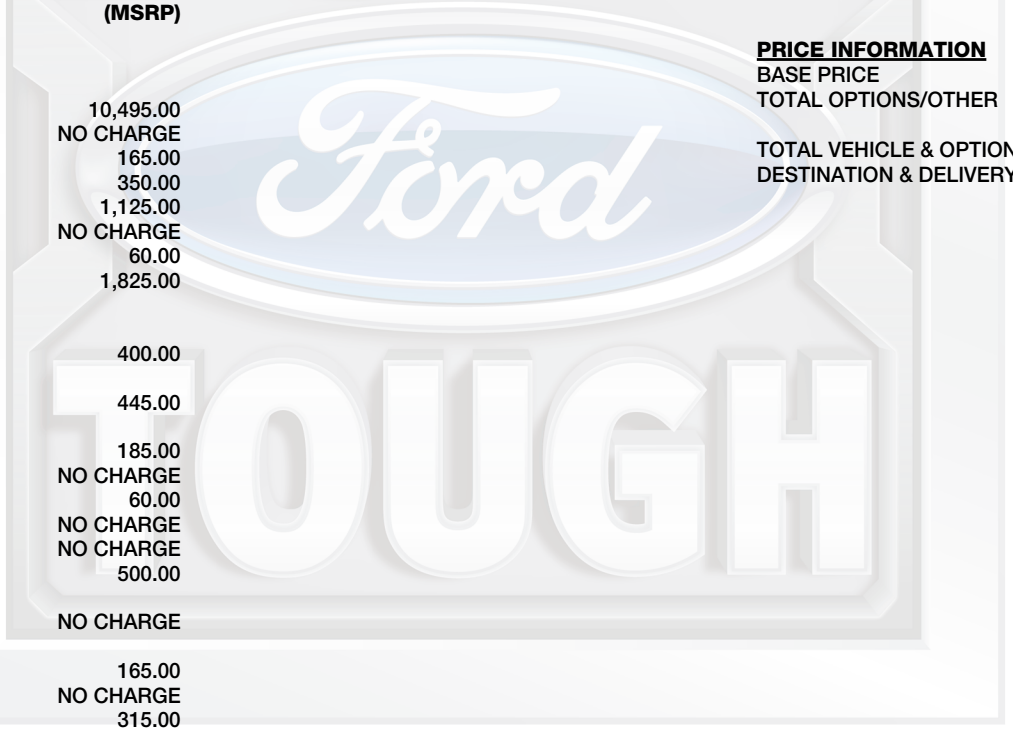 (MSRP)
10,495.00
NO CHARGE
165.00
350.00
1,125.00
NO CHARGE
60.00
1,825.00
400.00
445.00
185.00
NO CHARGE
60.00
NO CHARGE
NO CHARGE
500.00
NO CHARGE
165.00
NO CHARGE
315.00
PRICE INFORMATION
BASE PRICE
TOTAL OPTIONS/OTHER
TOTAL VEHICLE & OPTION
DESTINATION & DELIVERY
Ford
TOUGH